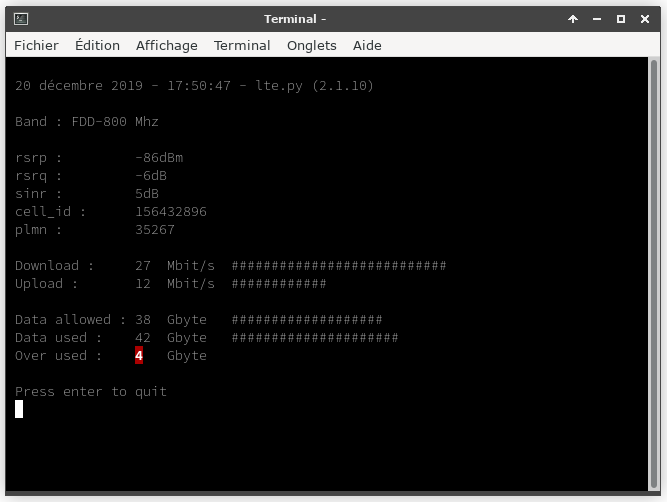 Terminal -
Fichier Édition Affichage Terminal Onglets Aide
20 décembre 2019 - 17:50:47 - lte.py (2.1.10)
Band : FDD-800 Mhz
rsrp : -86dBm
rsrq : -6dB
sinr : 5dB
cell_id : 156432896
plmn : 35267
Download : 27 Mbit/s ###########################
Upload : 12 Mbit/s ############
Data allowed : 38 Gbyte ###################
Data used : 42 Gbyte #####################
Over used : 4 Gbyte
Press enter to quit